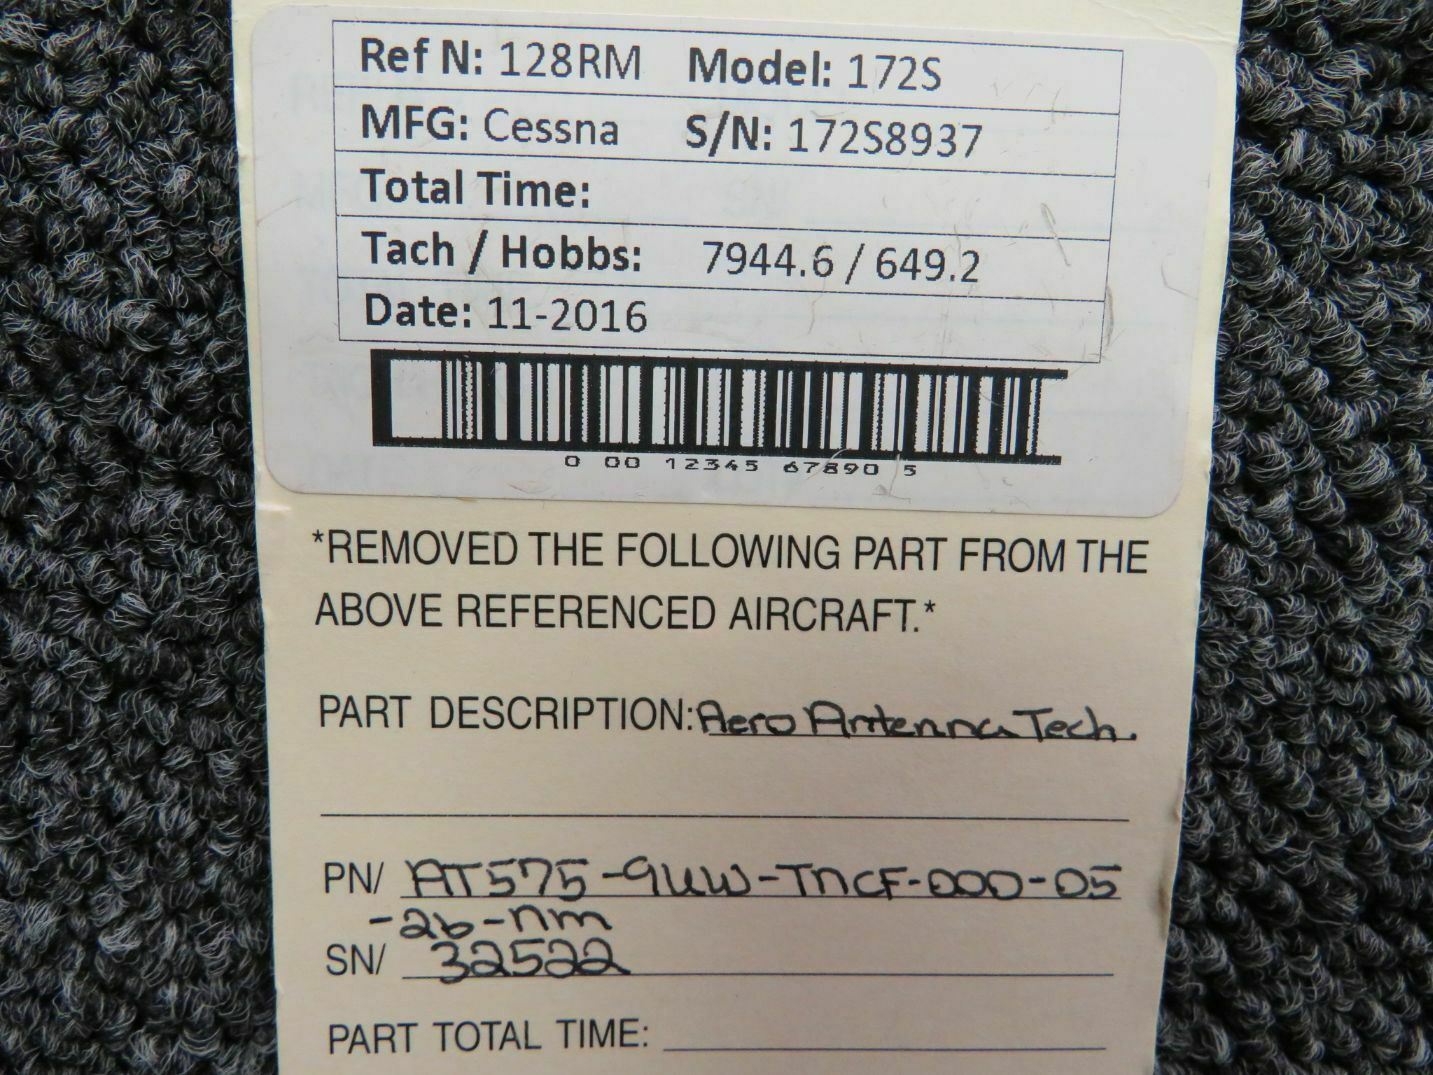 Ref N: 128RM Model: 172S
MFG: Cessna S/N: 172S8937
Total Time:
Tach / Hobbs: 7944.6 / 649.2
Date: 11-2016
0 00 12345 67890 5
*REMOVED THE FOLLOWING PART FROM THE
ABOVE REFERENCED AIRCRAFT.*
PART DESCRIPTION: Aero Antenna Tech.
PN/ AT575-9UW-TNCF-000-05
-26-nm
SN/ 32522
PART TOTAL TIME: